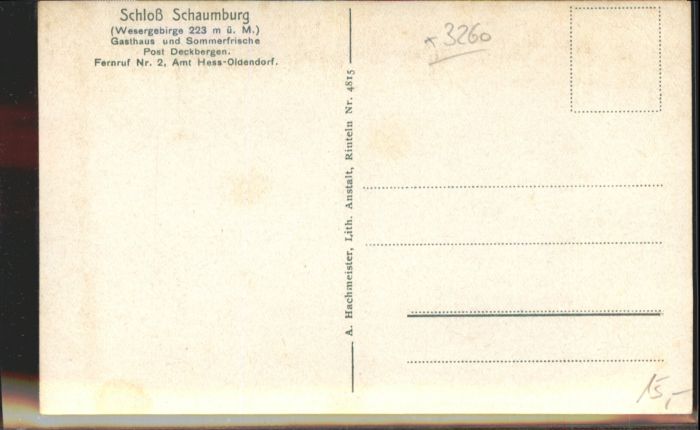 Schloß Schaumburg
(Wesergebirge 223 m ü. M.)
Gasthaus und Sommerfrische
Post Deckbergen.
Fernruf Nr. 2, Amt Hess-Oldendorf.
A. Hachmeister, Lith. Anstalt, Rinteln Nr. 4815
x 3260
15,-